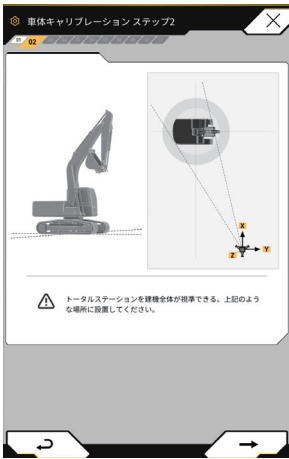 車体キャリブレーション ステップ2
01 02
X
Y
Z
トータルステーションを建機全体が視準できる、上記のよう
な場所に設置してください。